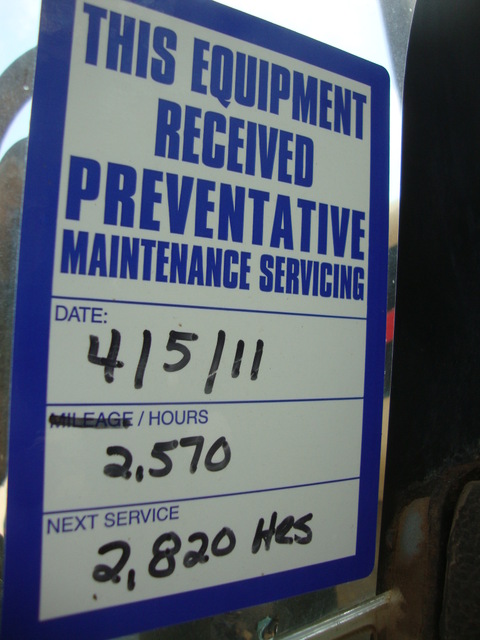 THIS EQUIPMENT
RECEIVED
PREVENTATIVE
MAINTENANCE SERVICING
DATE:
4/5/11
MILEAGE / HOURS
2,570
NEXT SERVICE
2,820 HRS